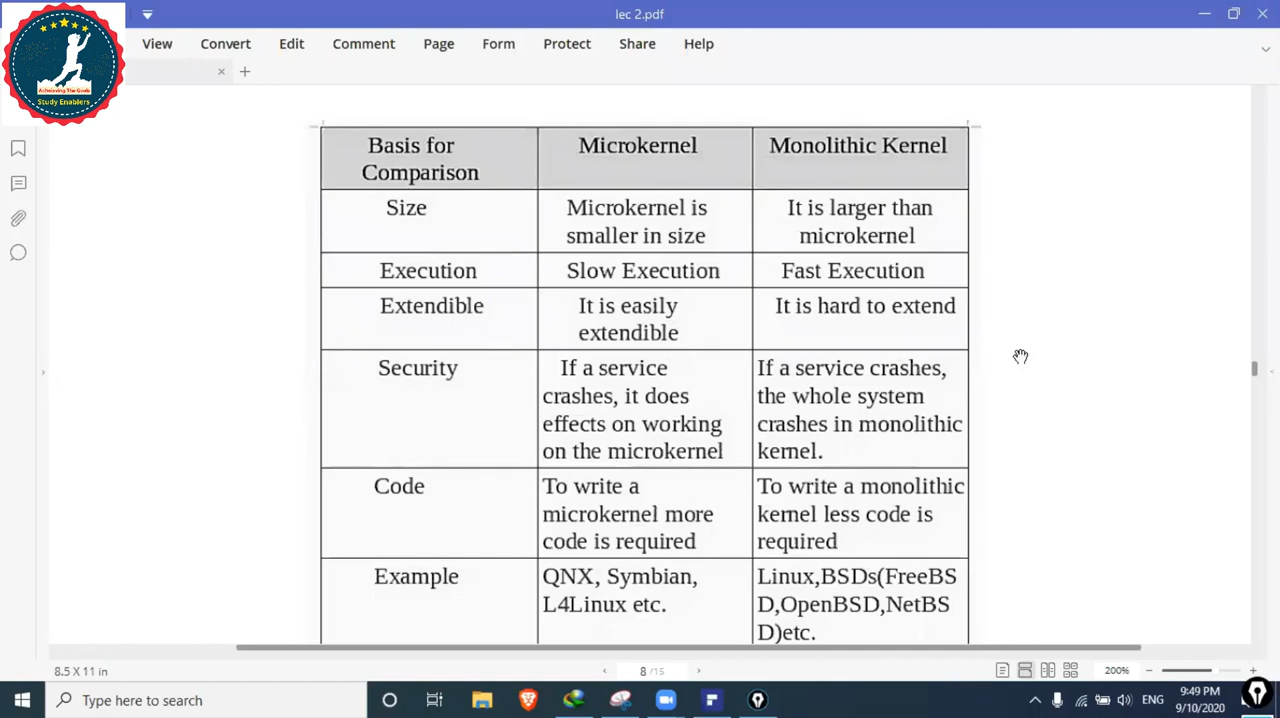 lec 2.pdf
View Convert Edit Comment Page Form Protect Share Help
Acheieving The Goals
Study Enablers
Basis for
Comparison
Microkernel
Monolithic Kernel
Size
Microkernel is
smaller in size
It is larger than
microkernel
Execution
Slow Execution
Fast Execution
Extendible
It is easily
extendible
It is hard to extend
Security
If a service
crashes, it does
effects on working
on the microkernel
If a service crashes,
the whole system
crashes in monolithic
kernel.
Code
To write a
microkernel more
code is required
To write a monolithic
kernel less code is
required
Example
QNX, Symbian,
L4Linux etc.
Linux,BSDs(FreeBS
D,OpenBSD,NetBS
D)etc.
8.5 X 11 in
8 /15
200%
Type here to search
ENG
9:49 PM
9/10/2020